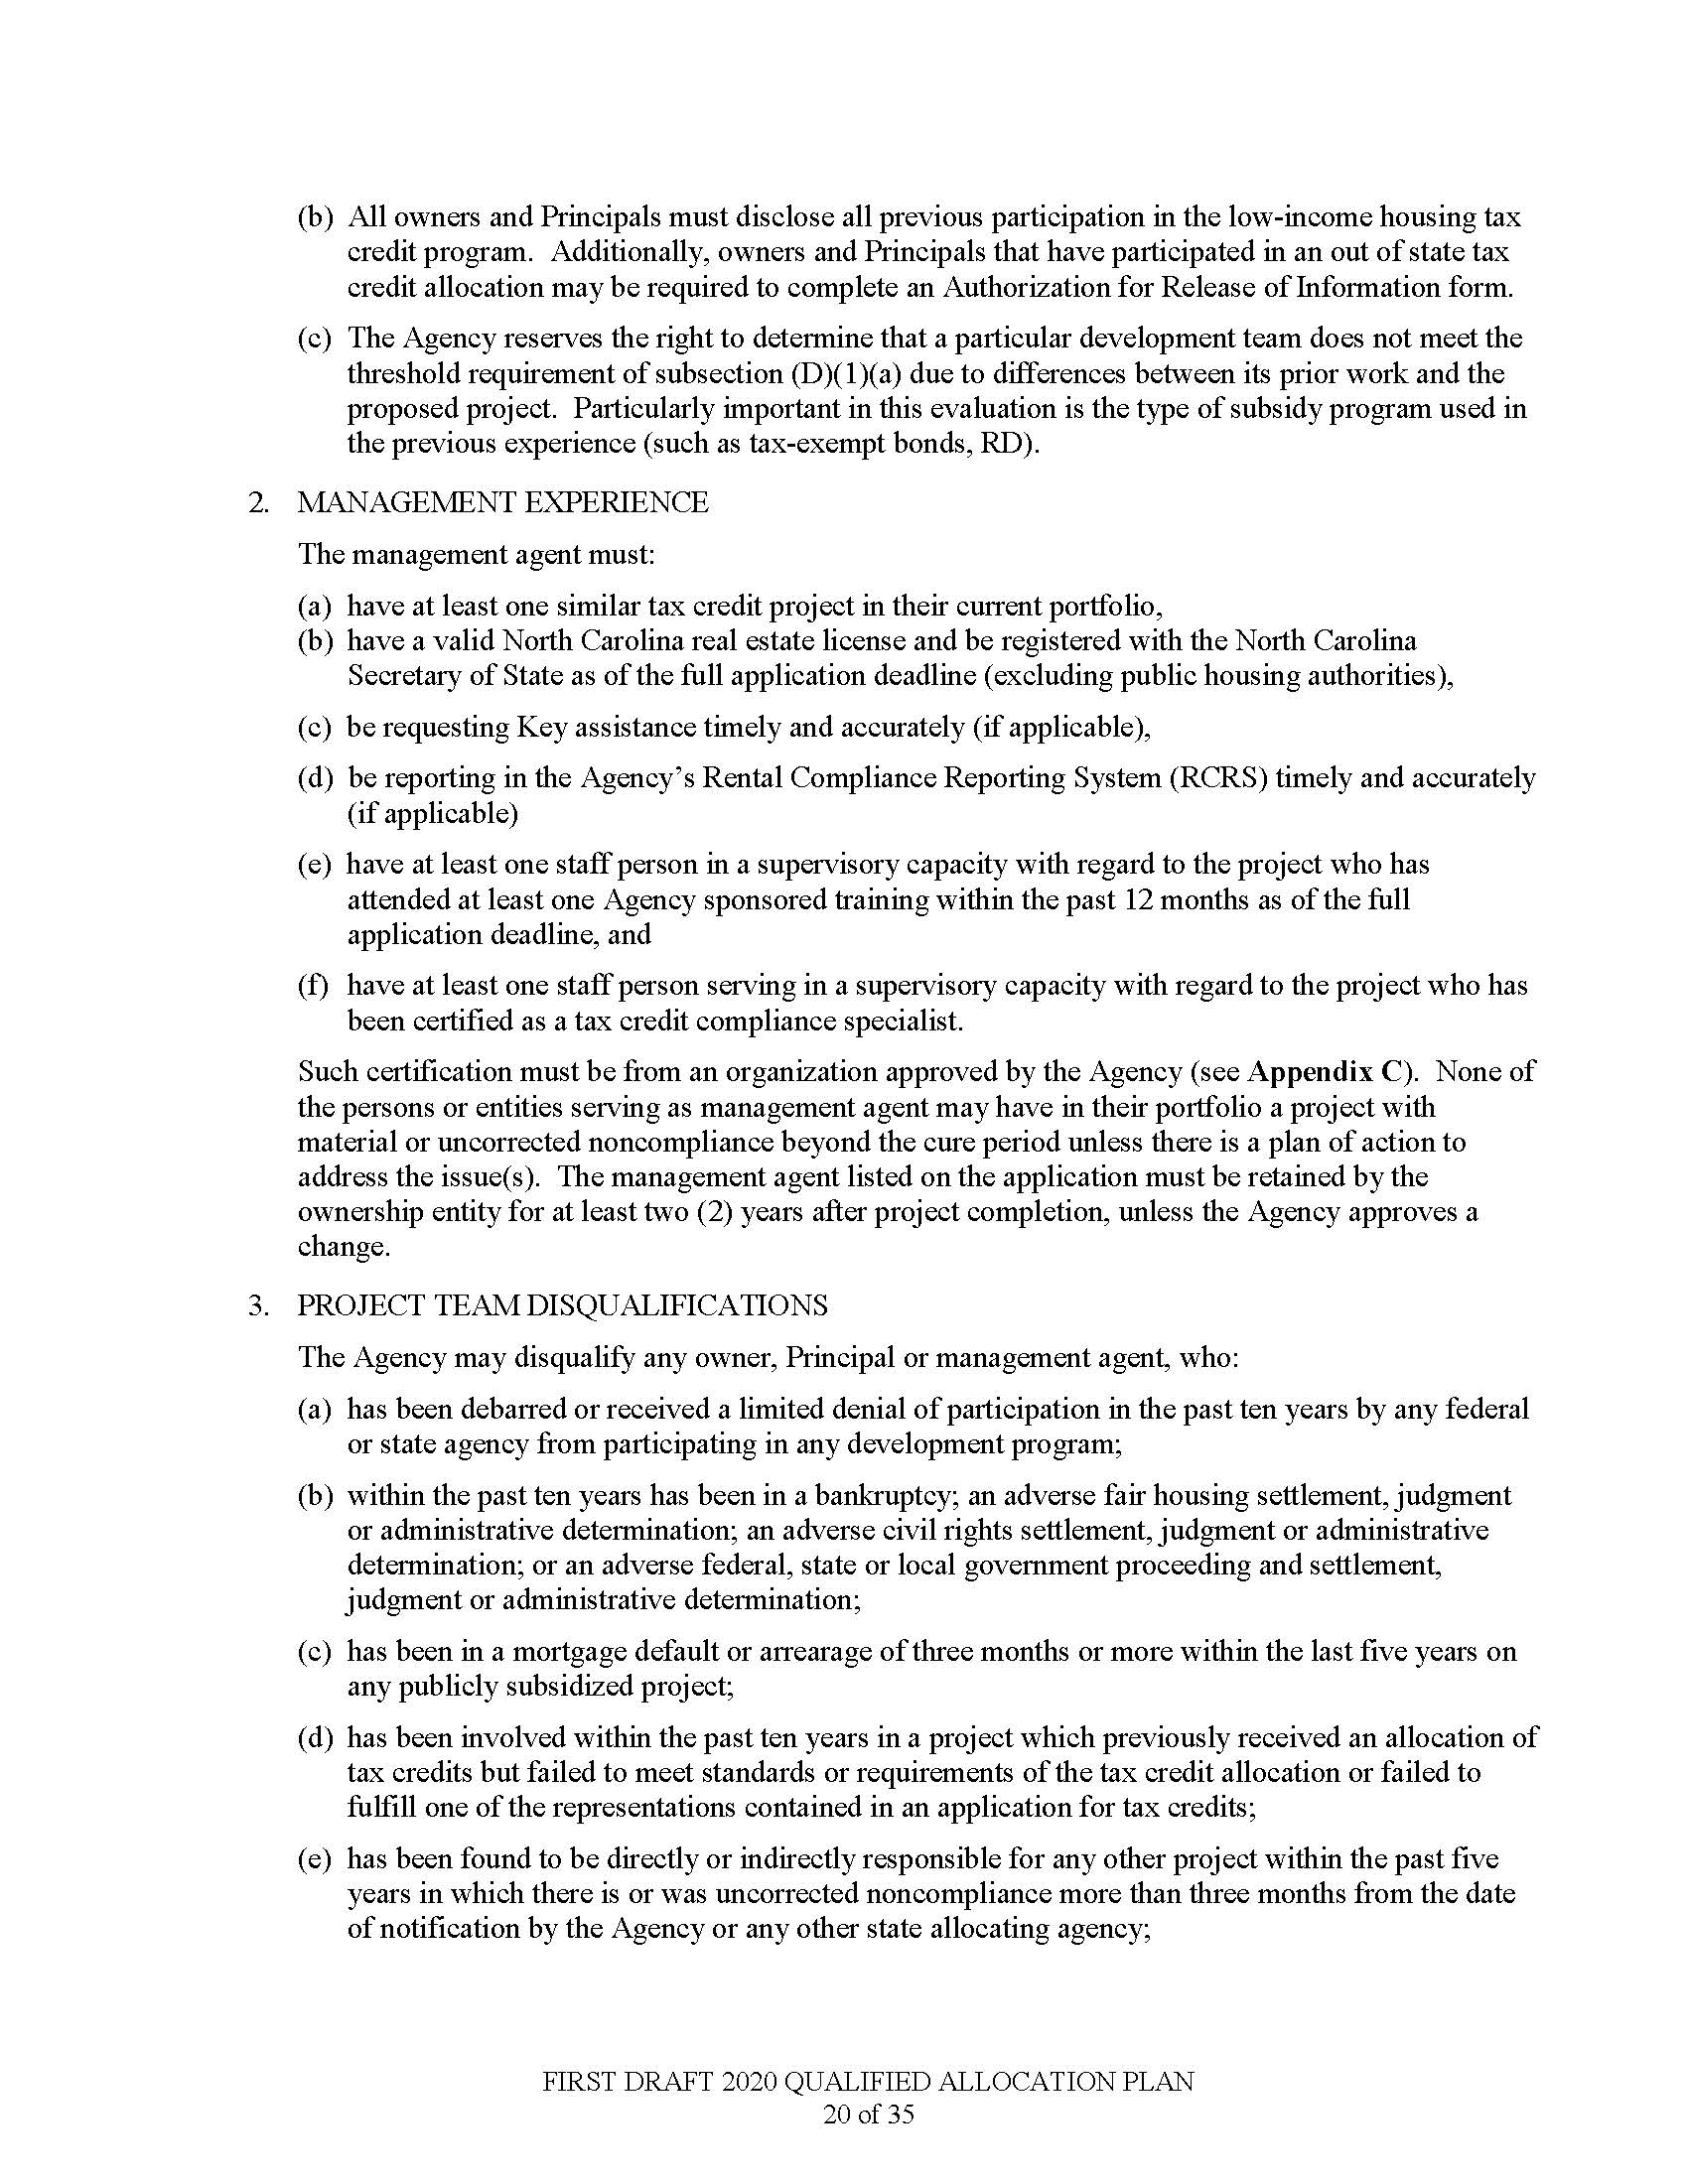 (b) All owners and Principals must disclose all previous participation in the low-income housing tax
credit program.  Additionally, owners and Principals that have participated in an out of state tax
credit allocation may be required to complete an Authorization for Release of Information form.
(c) The Agency reserves the right to determine that a particular development team does not meet the
threshold requirement of subsection (D)(1)(a) due to differences between its prior work and the
proposed project.  Particularly important in this evaluation is the type of subsidy program used in
the previous experience (such as tax-exempt bonds, RD).
2. MANAGEMENT EXPERIENCE
The management agent must:
(a) have at least one similar tax credit project in their current portfolio,
(b) have a valid North Carolina real estate license and be registered with the North Carolina
Secretary of State as of the full application deadline (excluding public housing authorities),
(c) be requesting Key assistance timely and accurately (if applicable),
(d) be reporting in the Agency’s Rental Compliance Reporting System (RCRS) timely and accurately
(if applicable)
(e) have at least one staff person in a supervisory capacity with regard to the project who has
attended at least one Agency sponsored training within the past 12 months as of the full
application deadline, and
(f) have at least one staff person serving in a supervisory capacity with regard to the project who has
been certified as a tax credit compliance specialist.
Such certification must be from an organization approved by the Agency (see Appendix C).  None of
the persons or entities serving as management agent may have in their portfolio a project with
material or uncorrected noncompliance beyond the cure period unless there is a plan of action to
address the issue(s).  The management agent listed on the application must be retained by the
ownership entity for at least two (2) years after project completion, unless the Agency approves a
change.
3. PROJECT TEAM DISQUALIFICATIONS
The Agency may disqualify any owner, Principal or management agent, who:
(a) has been debarred or received a limited denial of participation in the past ten years by any federal
or state agency from participating in any development program;
(b) within the past ten years has been in a bankruptcy; an adverse fair housing settlement, judgment
or administrative determination; an adverse civil rights settlement, judgment or administrative
determination; or an adverse federal, state or local government proceeding and settlement,
judgment or administrative determination;
(c) has been in a mortgage default or arrearage of three months or more within the last five years on
any publicly subsidized project;
(d) has been involved within the past ten years in a project which previously received an allocation of
tax credits but failed to meet standards or requirements of the tax credit allocation or failed to
fulfill one of the representations contained in an application for tax credits;
(e) has been found to be directly or indirectly responsible for any other project within the past five
years in which there is or was uncorrected noncompliance more than three months from the date
of notification by the Agency or any other state allocating agency;
FIRST DRAFT 2020 QUALIFIED ALLOCATION PLAN
20 of 35